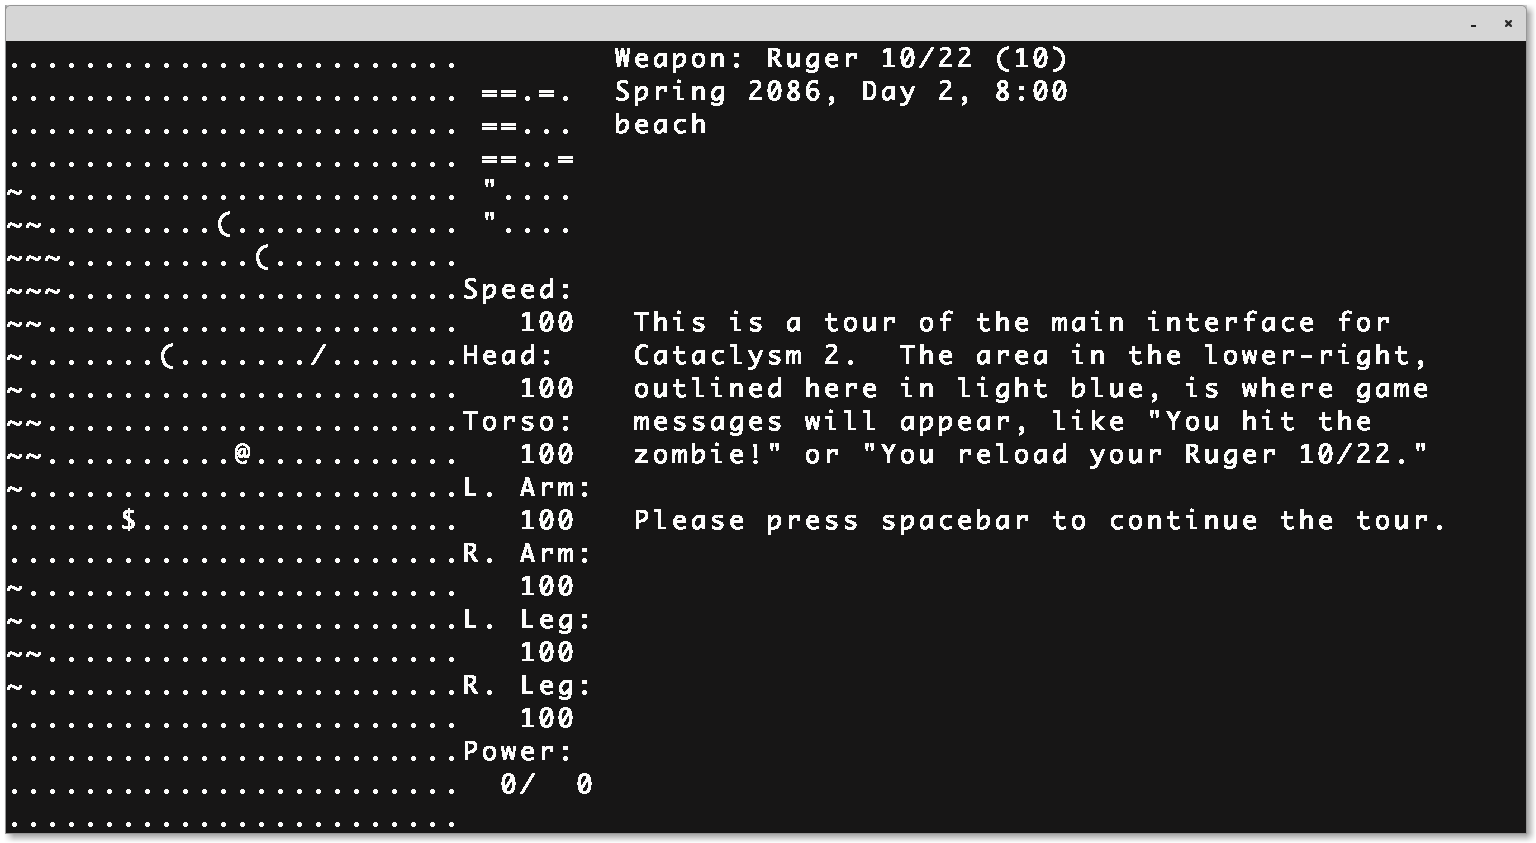 ........................        Weapon: Ruger 10/22 (10)
........................ ==.=.  Spring 2086, Day 2, 8:00
........................ ==...  beach
........................ ==..=
~....................... "....
~~.........(............ "....
~~~..........(..........
~~~.....................Speed:
~~......................   100   This is a tour of the main interface for
~.......(......./.......Head:    Cataclysm 2.  The area in the lower-right,
~.......................   100   outlined here in light blue, is where game
~~......................Torso:   messages will appear, like "You hit the
~~..........@...........   100   zombie!" or "You reload your Ruger 10/22."
~.......................L. Arm:
......$.................   100   Please press spacebar to continue the tour.
........................R. Arm:
~.......................   100
~.......................L. Leg:
~~......................   100
~.......................R. Leg:
........................   100
........................Power:
........................  0/  0
........................